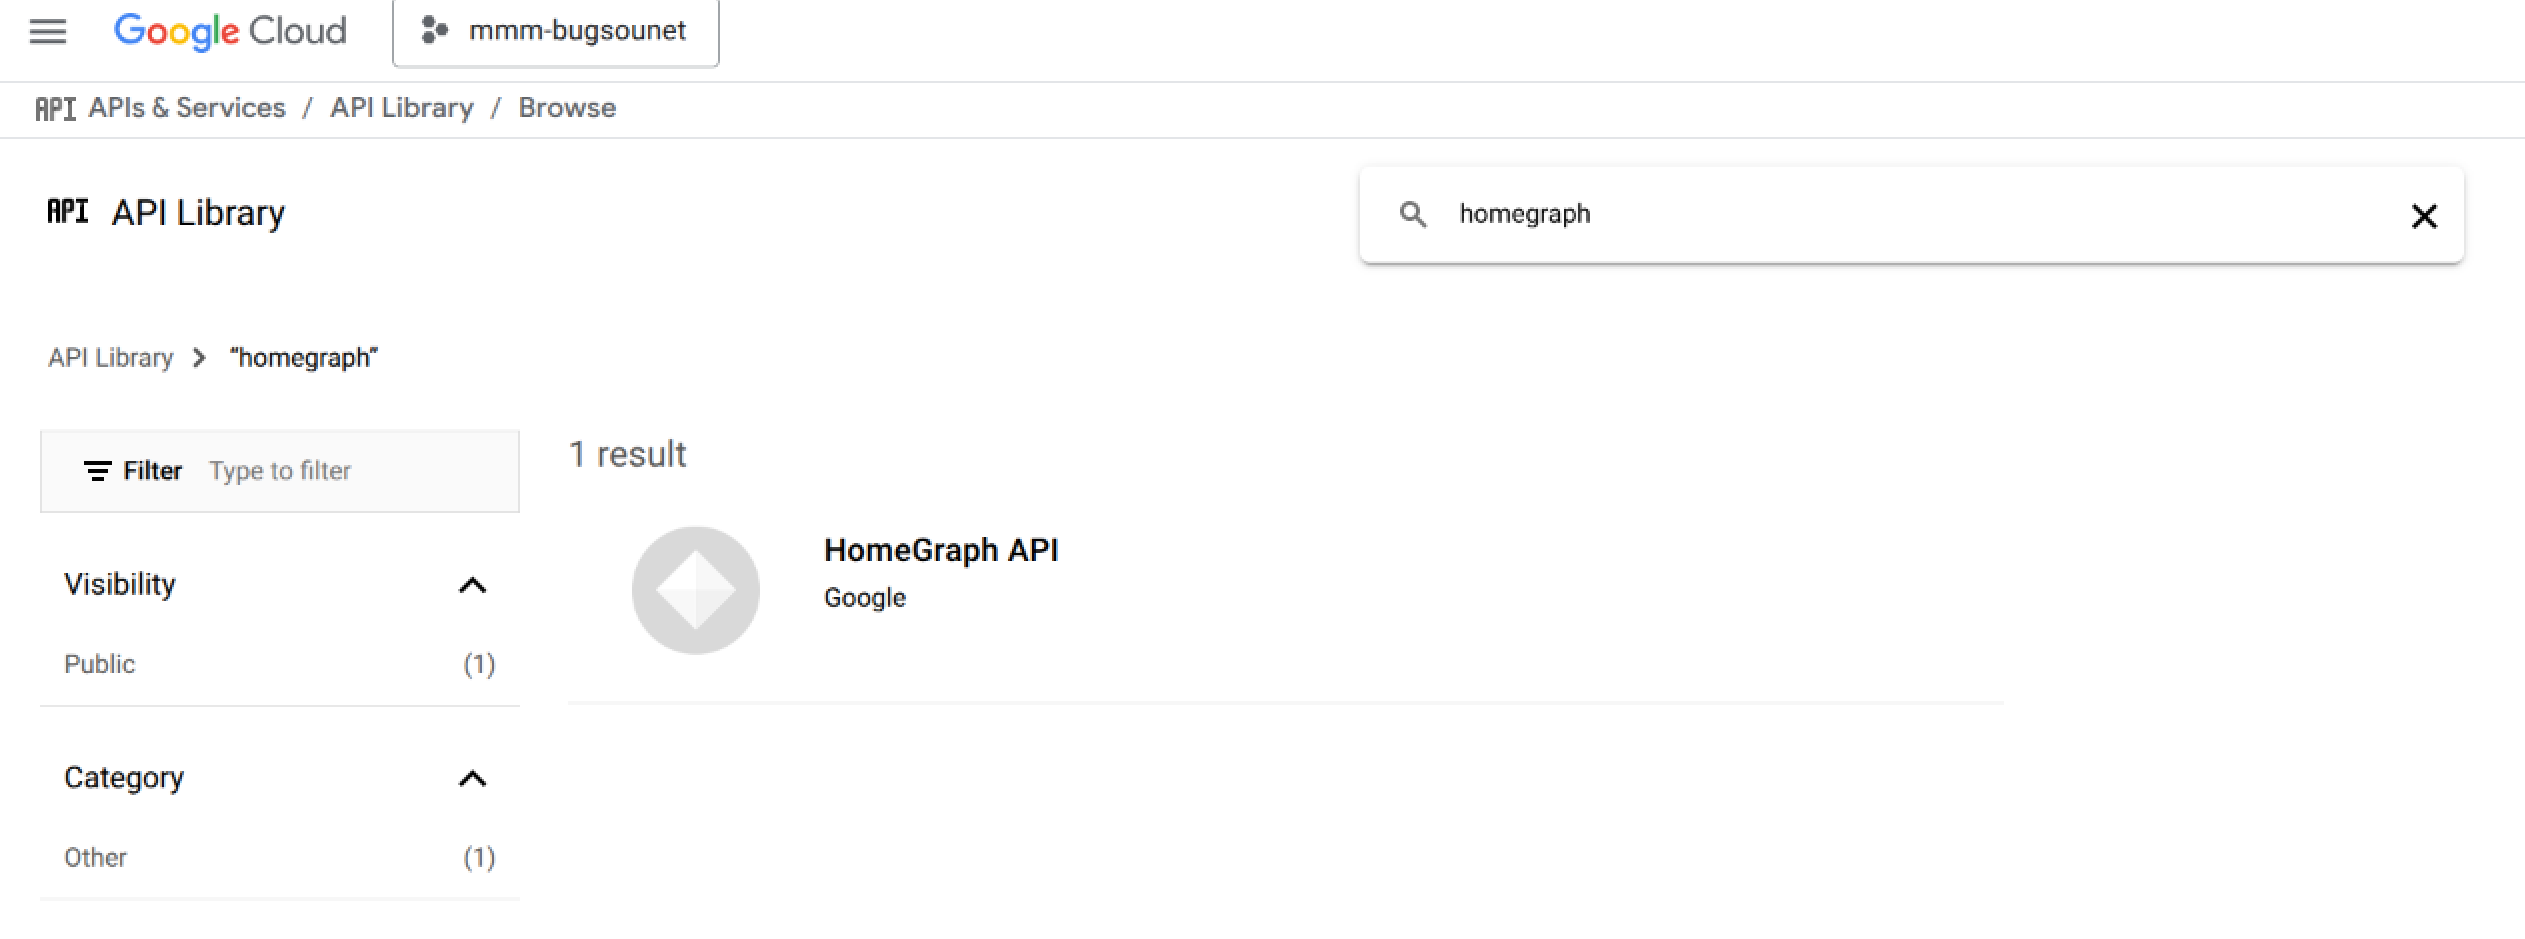 Google Cloud mmm-bugsounet
API APIs & Services / API Library / Browse
API API Library
homegraph
API Library > “homegraph”
Filter Type to filter
1 result
HomeGraph API
Google
Visibility
Public (1)
Category
Other (1)